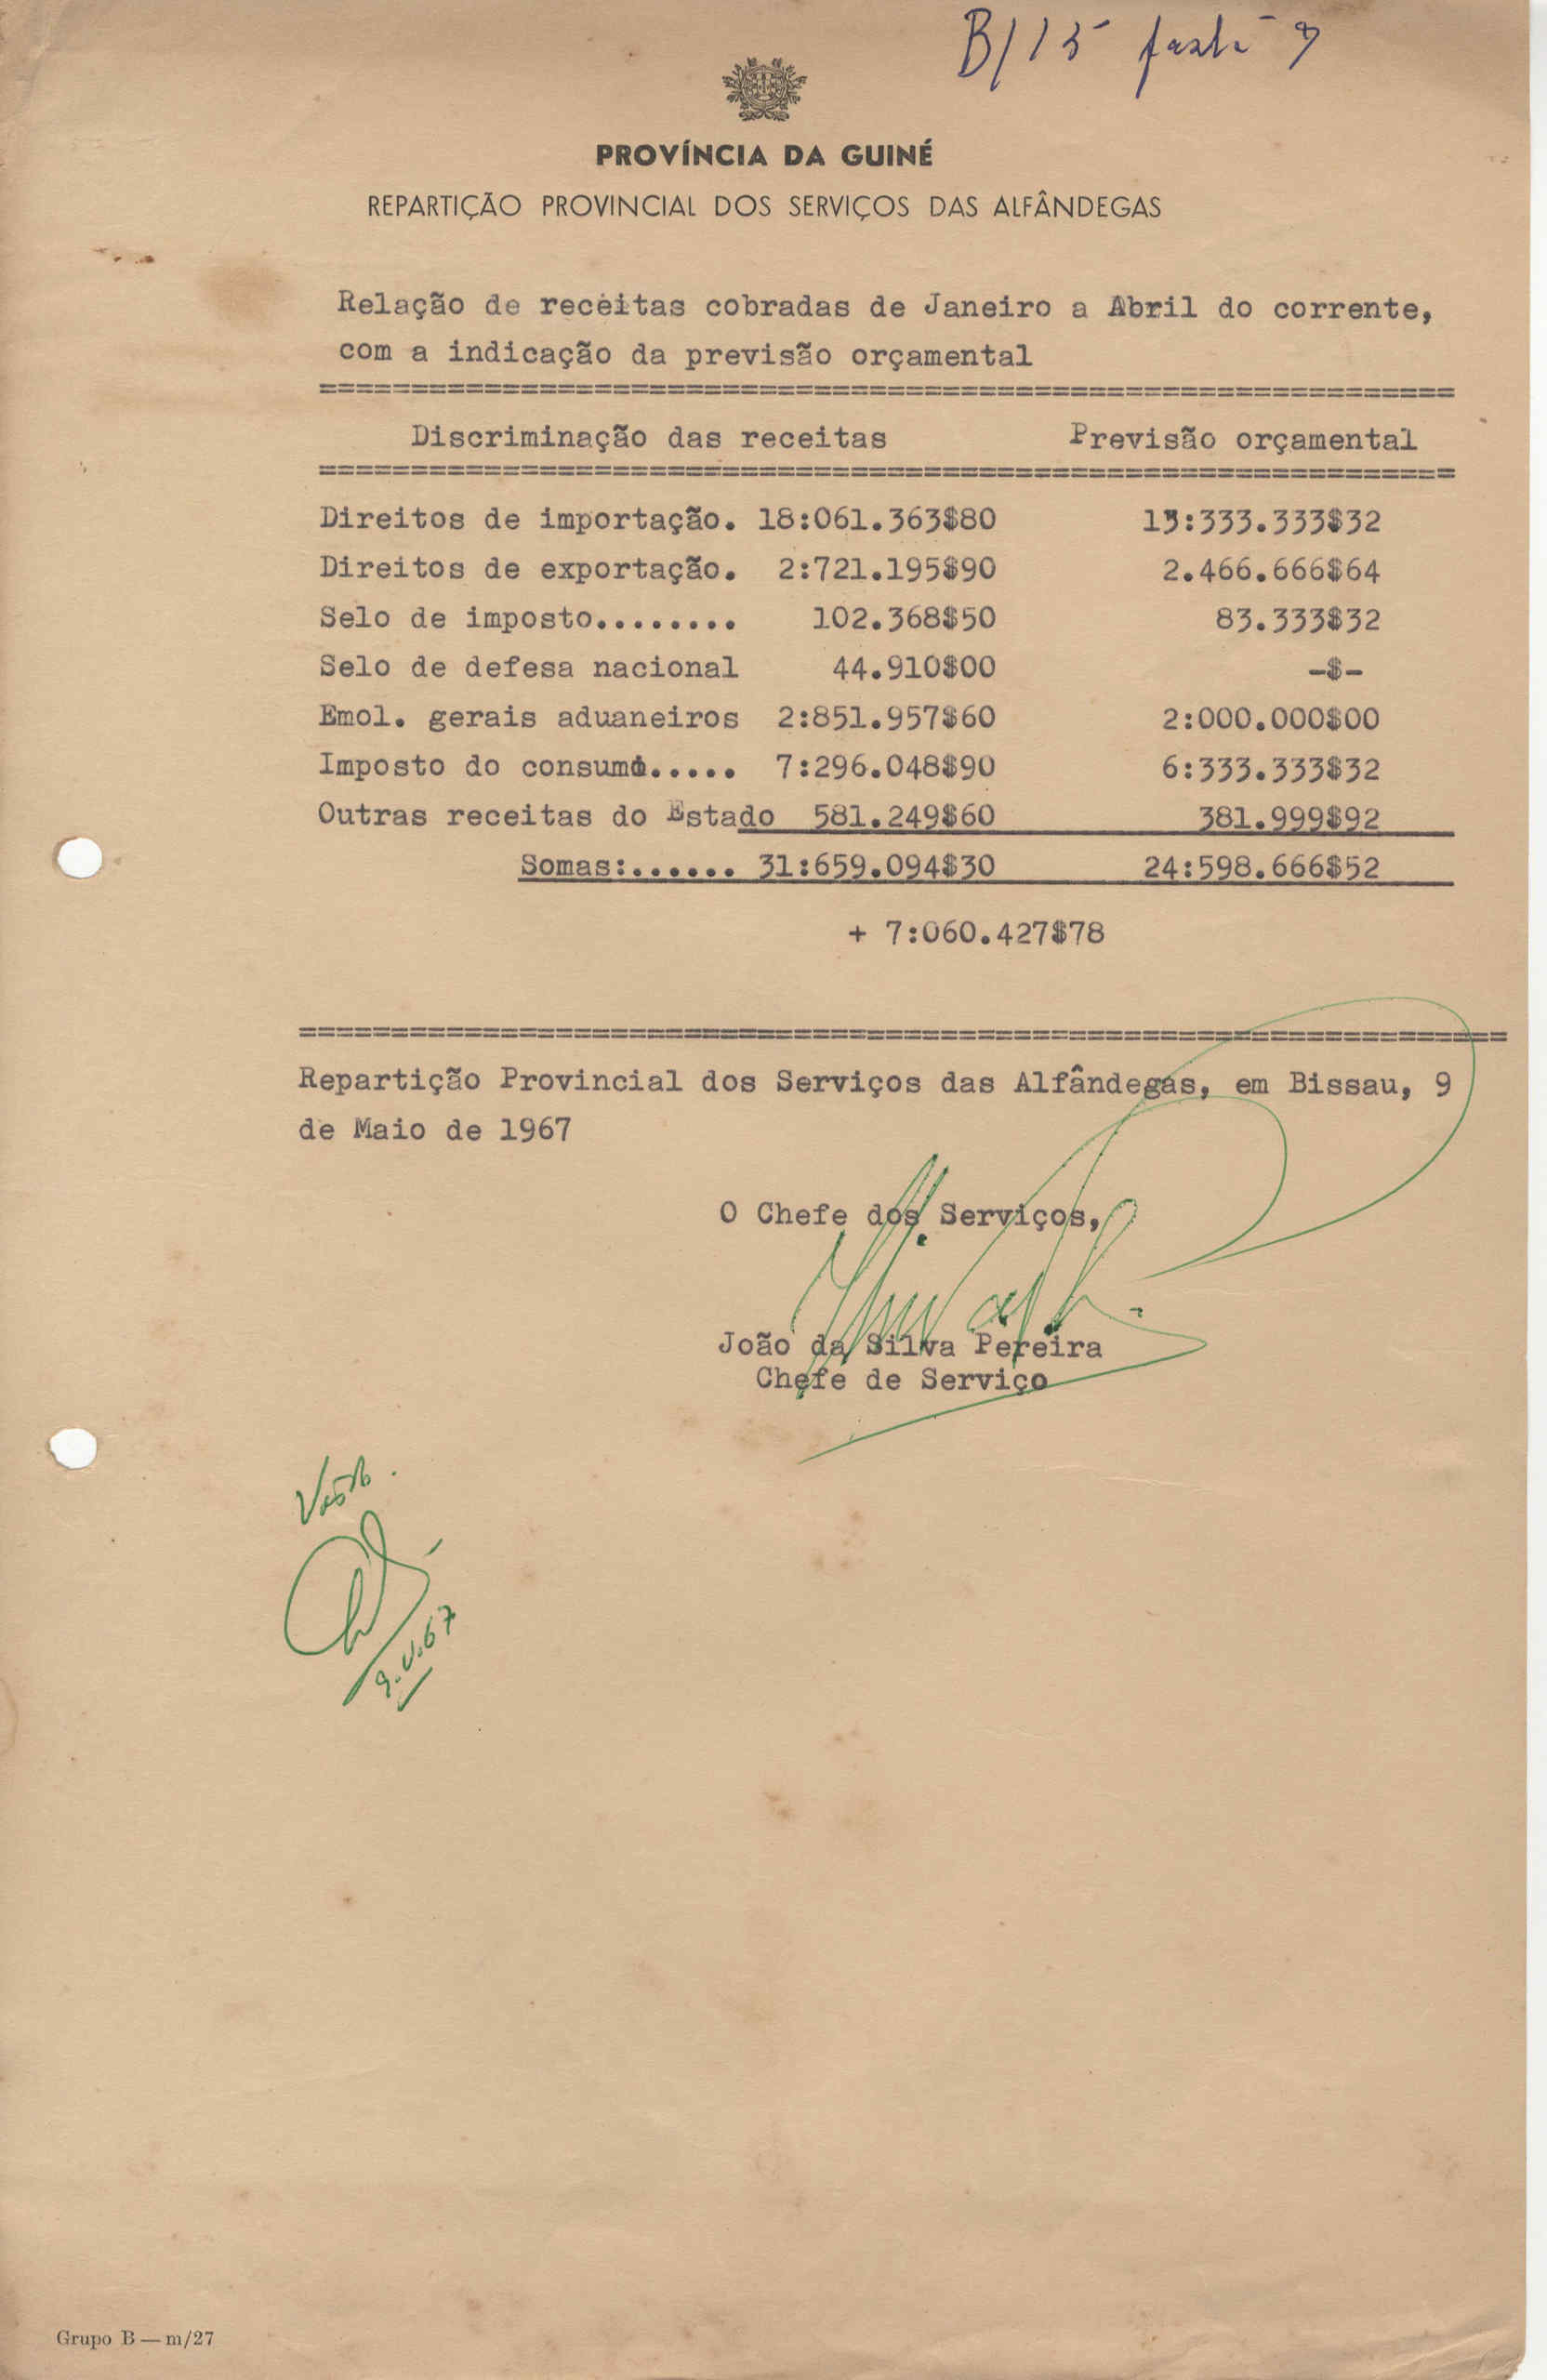 B/15 pasta 9
PROVÍNCIA DA GUINÉ
REPARTIÇÃO PROVINCIAL DOS SERVIÇOS DAS ALFÂNDEGAS
Relação de receitas cobradas de Janeiro a Abril do corrente,
com a indicação da previsão orçamental
==============================================================
Discriminação das receitas Previsão orçamental
==============================================================
Direitos de importação. 18:061.363$80 13:333.333$32
Direitos de exportação. 2:721.195$90 2.466.666$64
Selo de imposto........ 102.368$50 83.333$32
Selo de defesa nacional 44.910$00 -$-
Emol. gerais aduaneiros 2:851.957$60 2:000.000$00
Imposto do consumo..... 7:296.048$90 6:333.333$32
Outras receitas do Estado 581.249$60 381.999$92
Somas:...... 31:659.094$30 24:598.666$52
+ 7:060.427$78
==================================================================
Repartição Provincial dos Serviços das Alfândegas, em Bissau, 9
de Maio de 1967
O Chefe dos Serviços,
João da Silva Pereira
Chefe de Serviço
Visto.
9.V.67
Grupo B — m/27